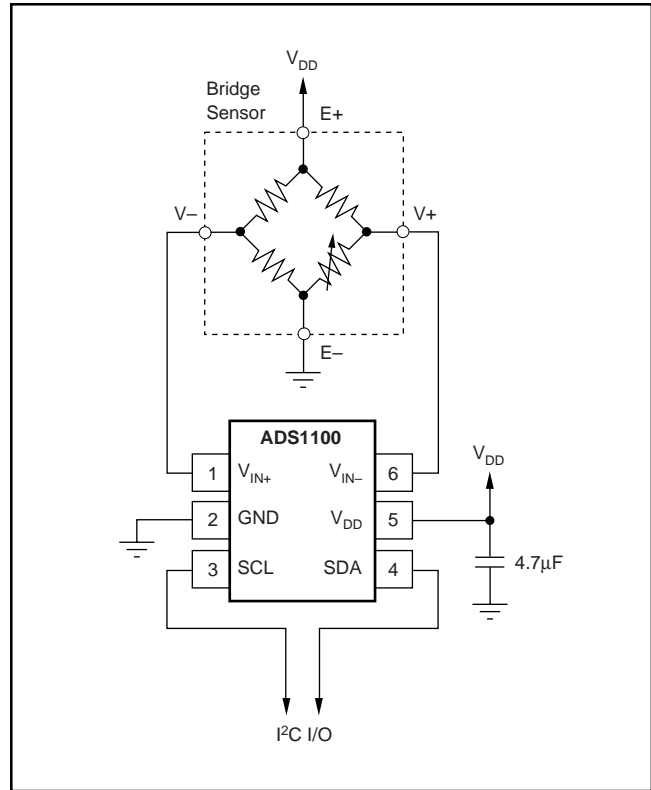 V_DD
Bridge
Sensor
E+
V–
V+
E–
ADS1100
1
V_IN+
V_IN–
6
2
GND
V_DD
5
3
SCL
SDA
4
V_DD
4.7μF
I²C I/O